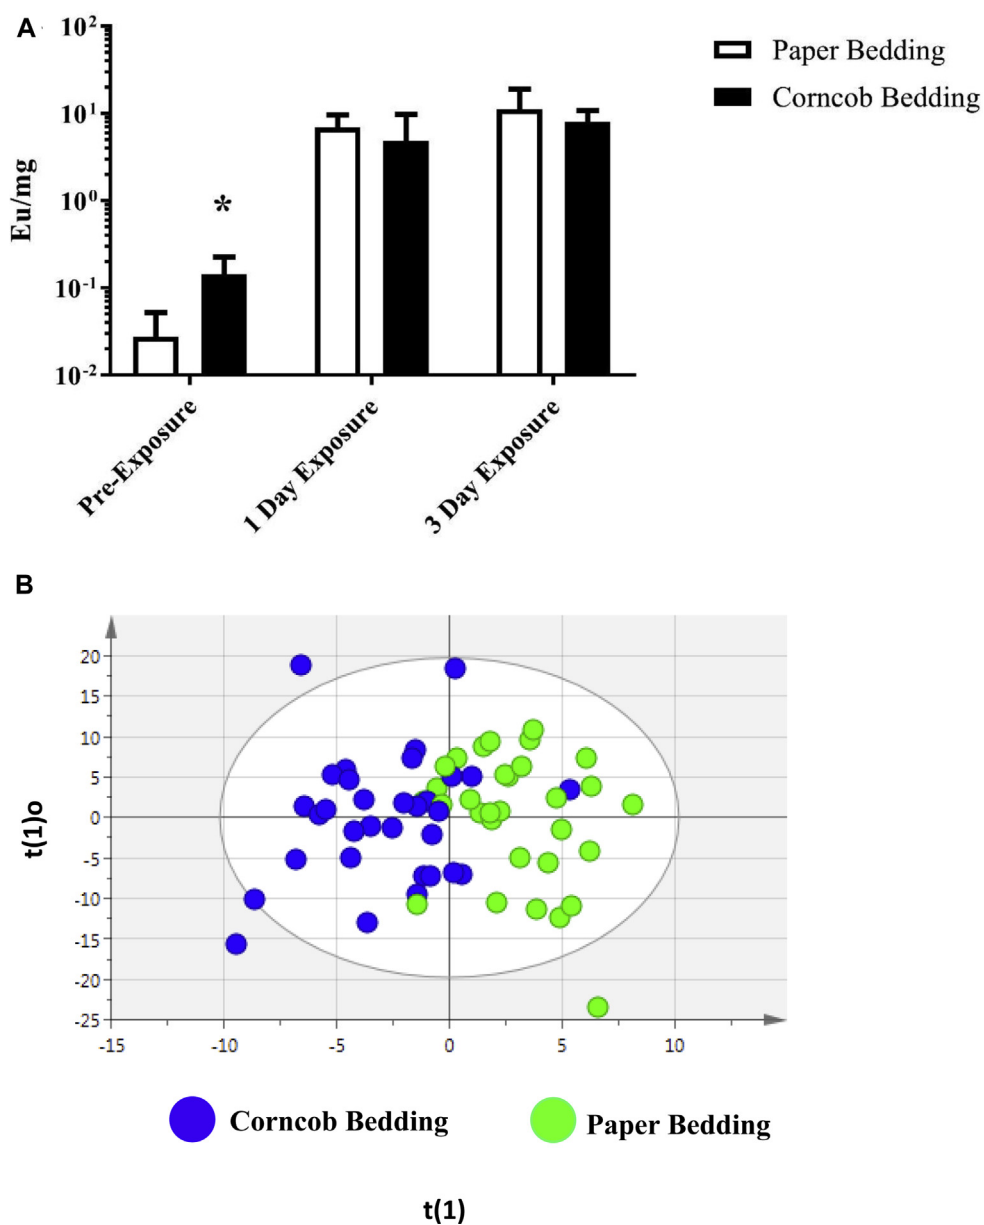 A
10²
10¹
10⁰
10⁻¹
10⁻²
Eu/mg
*
Paper Bedding
Corncob Bedding
Pre-Exposure
1 Day Exposure
3 Day Exposure
B
20
15
10
5
0
-5
-10
-15
-20
-25
t(1)o
-15
-10
-5
0
5
10
Corncob Bedding
Paper Bedding
t(1)